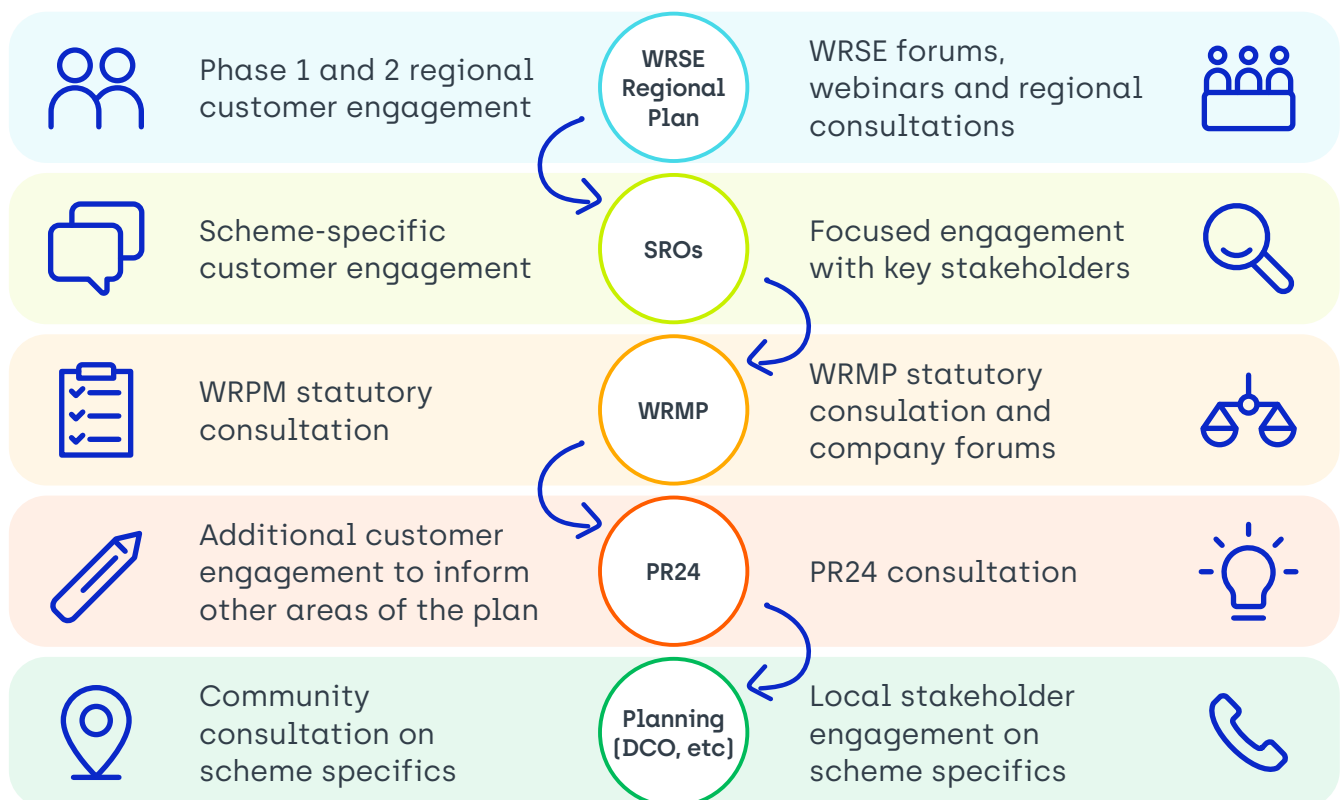 Phase 1 and 2 regional
customer engagement
WRSE
Regional
Plan
WRSE forums,
webinars and regional
consultations
Scheme-specific
customer engagement
SROs
Focused engagement
with key stakeholders
WRPM statutory
consultation
WRMP
WRMP statutory
consulation and
company forums
Additional customer
engagement to inform
other areas of the plan
PR24
PR24 consultation
Community
consultation on
scheme specifics
Planning
(DCO, etc)
Local stakeholder
engagement on
scheme specifics